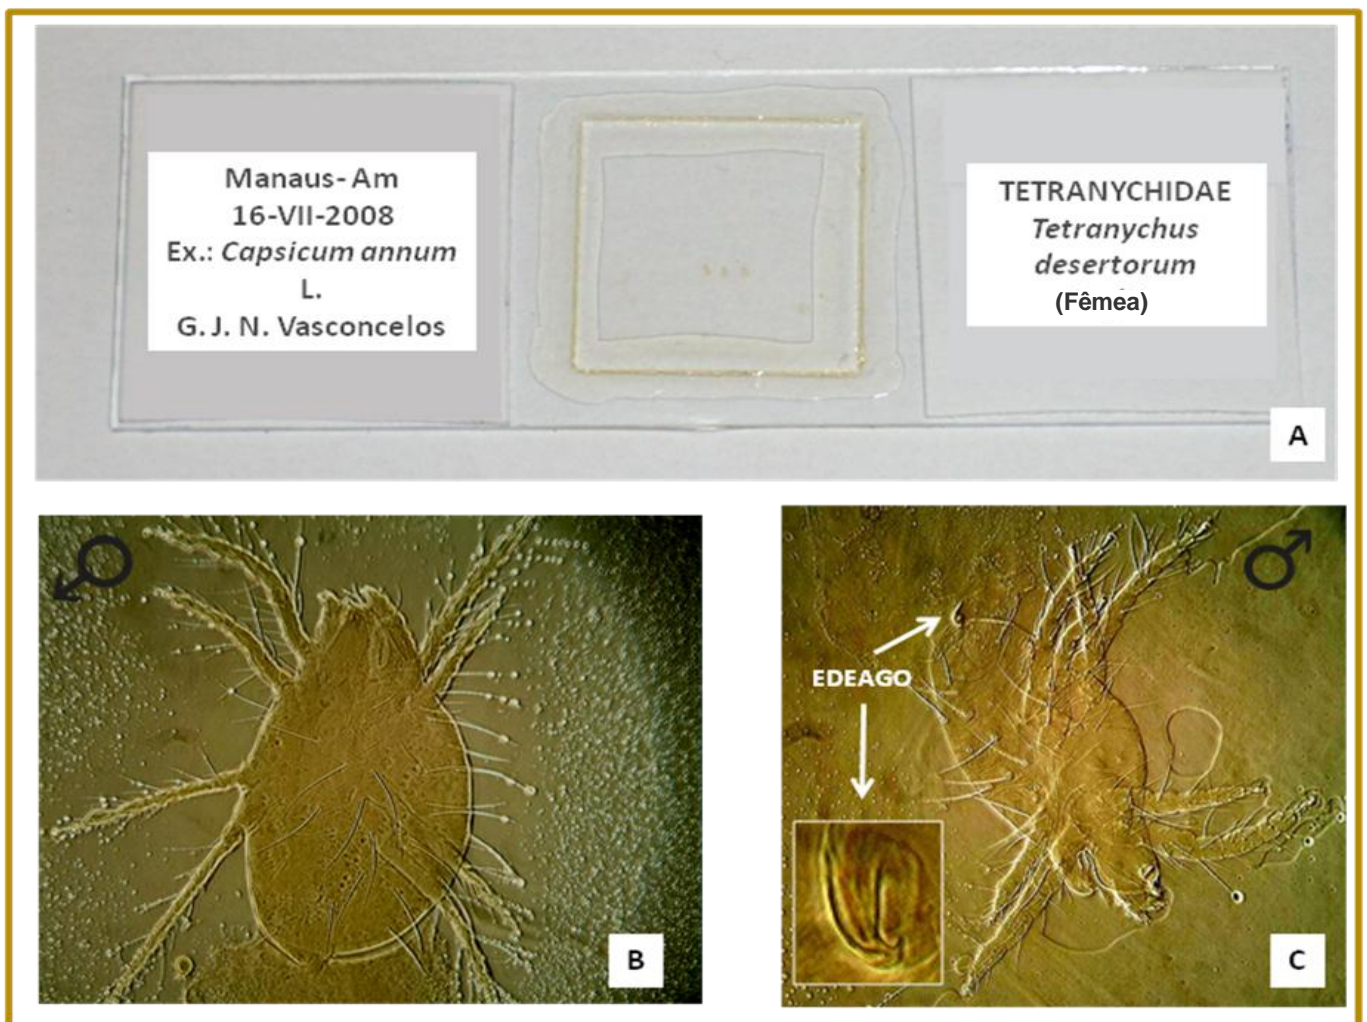 Manaus- Am
16-VII-2008
Ex.: Capsicum annum
L.
G. J. N. Vasconcelos
TETRANYCHIDAE
Tetranychus
desertorum
(Fêmea)
A
EDEAGO
B
C